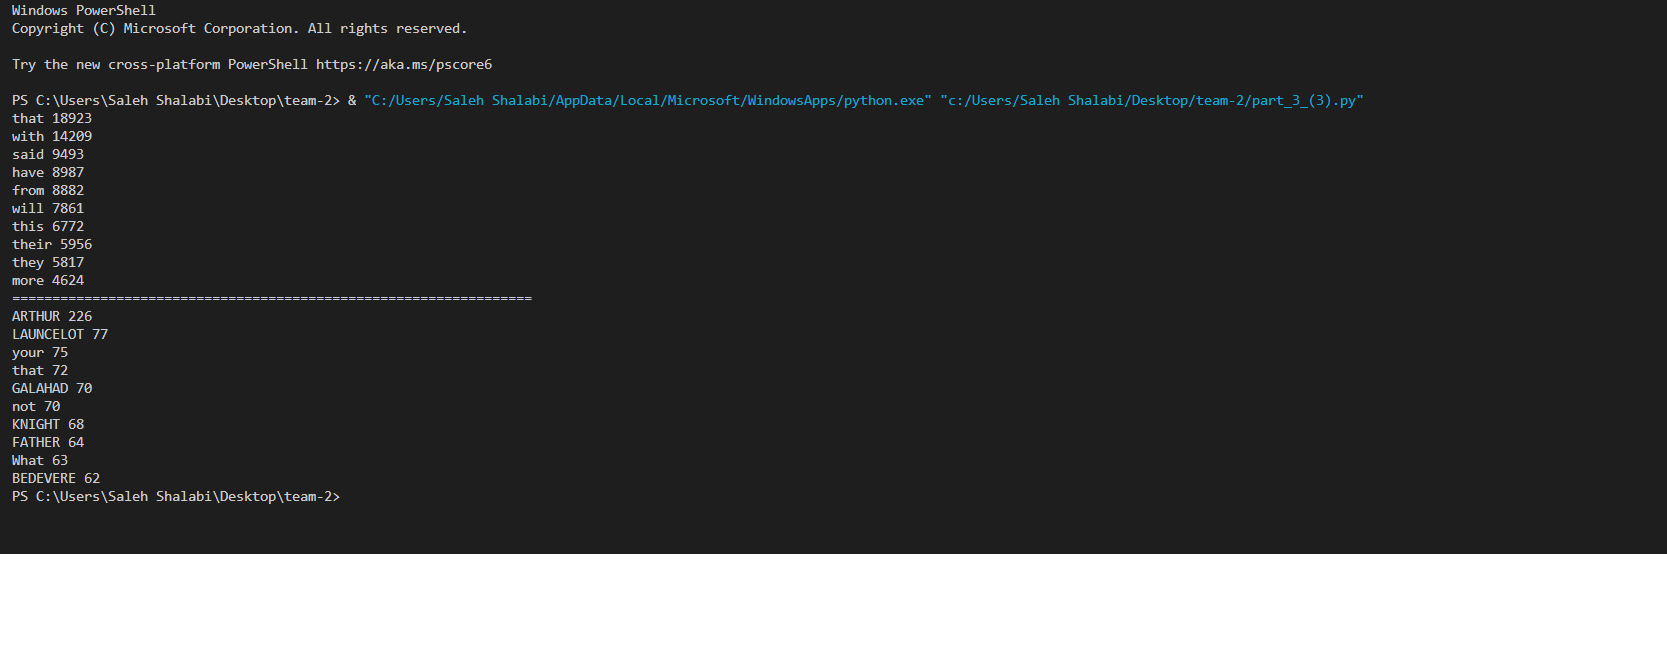 Windows PowerShell
Copyright (C) Microsoft Corporation. All rights reserved.
Try the new cross-platform PowerShell https://aka.ms/pscore6
PS C:\Users\Saleh Shalabi\Desktop\team-2> & "C:/Users/Saleh Shalabi/AppData/Local/Microsoft/WindowsApps/python.exe" "c:/Users/Saleh Shalabi/Desktop/team-2/part_3_(3).py"
that 18923
with 14209
said 9493
have 8987
from 8882
will 7861
this 6772
their 5956
they 5817
more 4624
=================================================================
ARTHUR 226
LAUNCELOT 77
your 75
that 72
GALAHAD 70
not 70
KNIGHT 68
FATHER 64
What 63
BEDEVERE 62
PS C:\Users\Saleh Shalabi\Desktop\team-2>